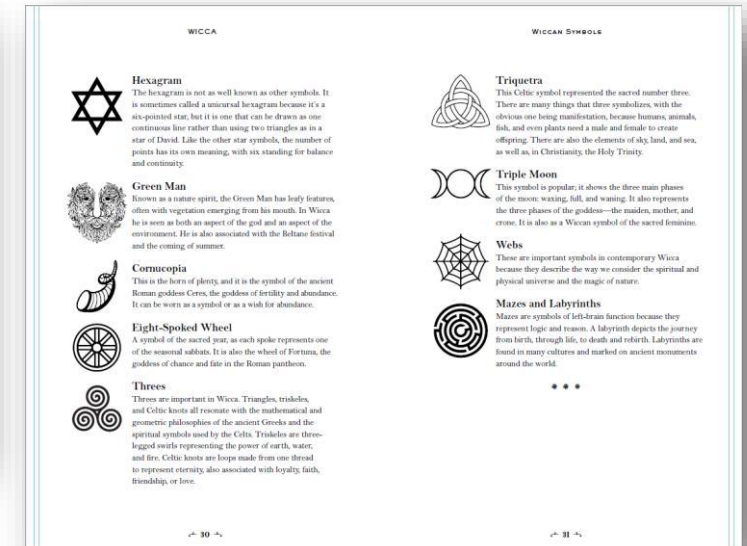 WICCA
Hexagram
The hexagram is not as well known as other symbols. It
is sometimes called a unicursal hexagram because it's a
six-pointed star, but it is one that can be drawn as one
continuous line rather than using two triangles as in a
star of David. Like the other star symbols, the number of
points has its own meaning, with six standing for balance
and continuity.
Green Man
Known as a nature spirit, the Green Man has leafy features,
often with vegetation emerging from his mouth. In Wicca
he is seen as both an aspect of the god and an aspect of the
environment. He is also associated with the Beltane festival
and the coming of summer.
Cornucopia
This is the horn of plenty, and it is the symbol of the ancient
Roman goddess Ceres, the goddess of fertility and abundance.
It can be worn as a symbol or as a wish for abundance.
Eight-Spoked Wheel
A symbol of the sacred year, as each spoke represents one
of the seasonal sabbats. It is also the wheel of Fortuna, the
goddess of chance and fate in the Roman pantheon.
Threes
Threes are important in Wicca. Triangles, triskeles,
and Celtic knots all resonate with the mathematical and
geometric philosophies of the ancient Greeks and the
spiritual symbols used by the Celts. Triskeles are three-
legged swirls representing the power of earth, water,
and fire. Celtic knots are loops made from one thread
to represent eternity, also associated with loyalty, faith,
friendship, or love.
30
Wiccan Symbols
Triquetra
This Celtic symbol represented the sacred number three.
There are many things that three symbolizes, with the
obvious one being manifestation, because humans, animals,
fish, and even plants need a male and female to create
offspring. There are also the elements of sky, land, and sea,
as well as, in Christianity, the Holy Trinity.
Triple Moon
This symbol is popular; it shows the three main phases
of the moon: waxing, full, and waning. It also represents
the three phases of the goddess—the maiden, mother, and
crone. It is also as a Wiccan symbol of the sacred feminine.
Webs
These are important symbols in contemporary Wicca
because they describe the way we consider the spiritual and
physical universe and the magic of nature.
Mazes and Labyrinths
Mazes are symbols of left-brain function because they
represent logic and reason. A labyrinth depicts the journey
from birth, through life, to death and rebirth. Labyrinths are
found in many cultures and marked on ancient monuments
around the world.
* * *
31